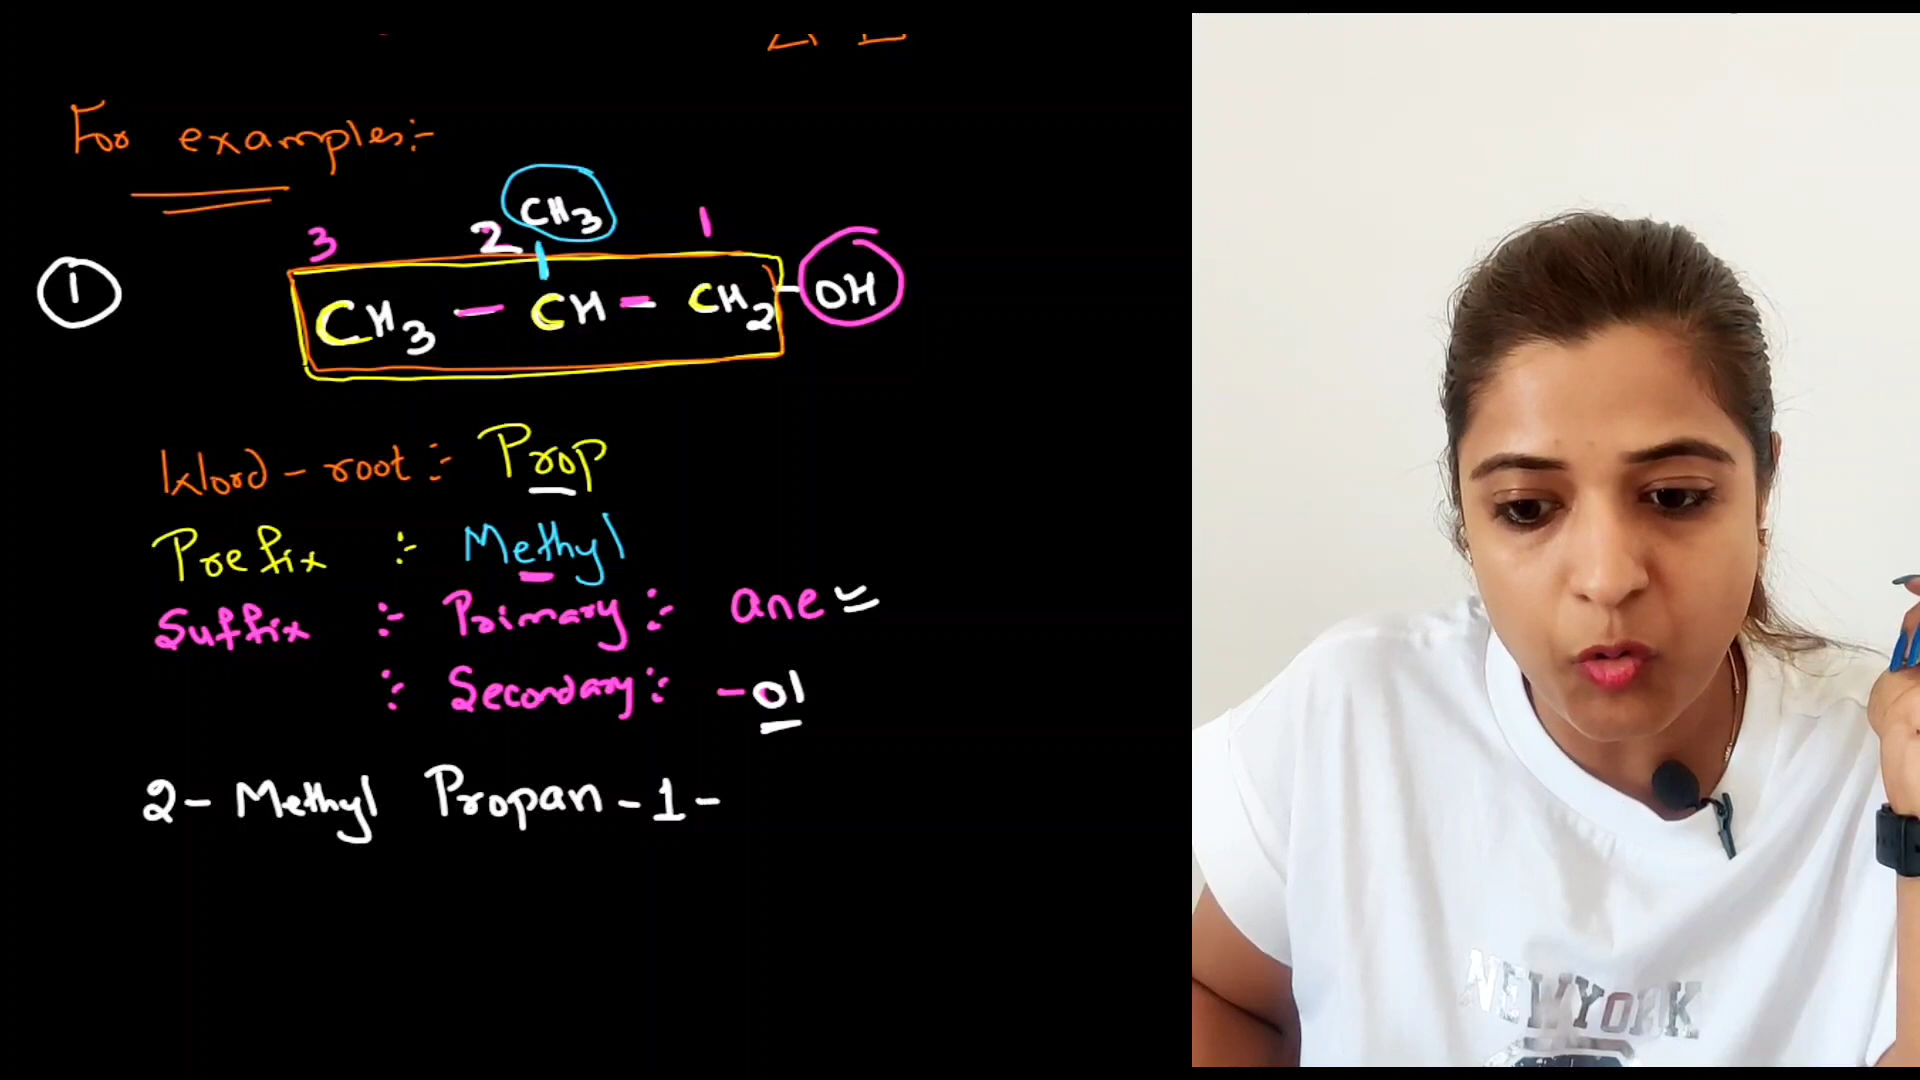 For examples:-
CH3
3 2 1
1 CH3 - CH - CH2 - OH
Word-root :- Prop
Prefix :- Methyl
Suffix :- Primary :- ane
:- Secondary :- -ol
2- Methyl Propan -1-
NEWYORK